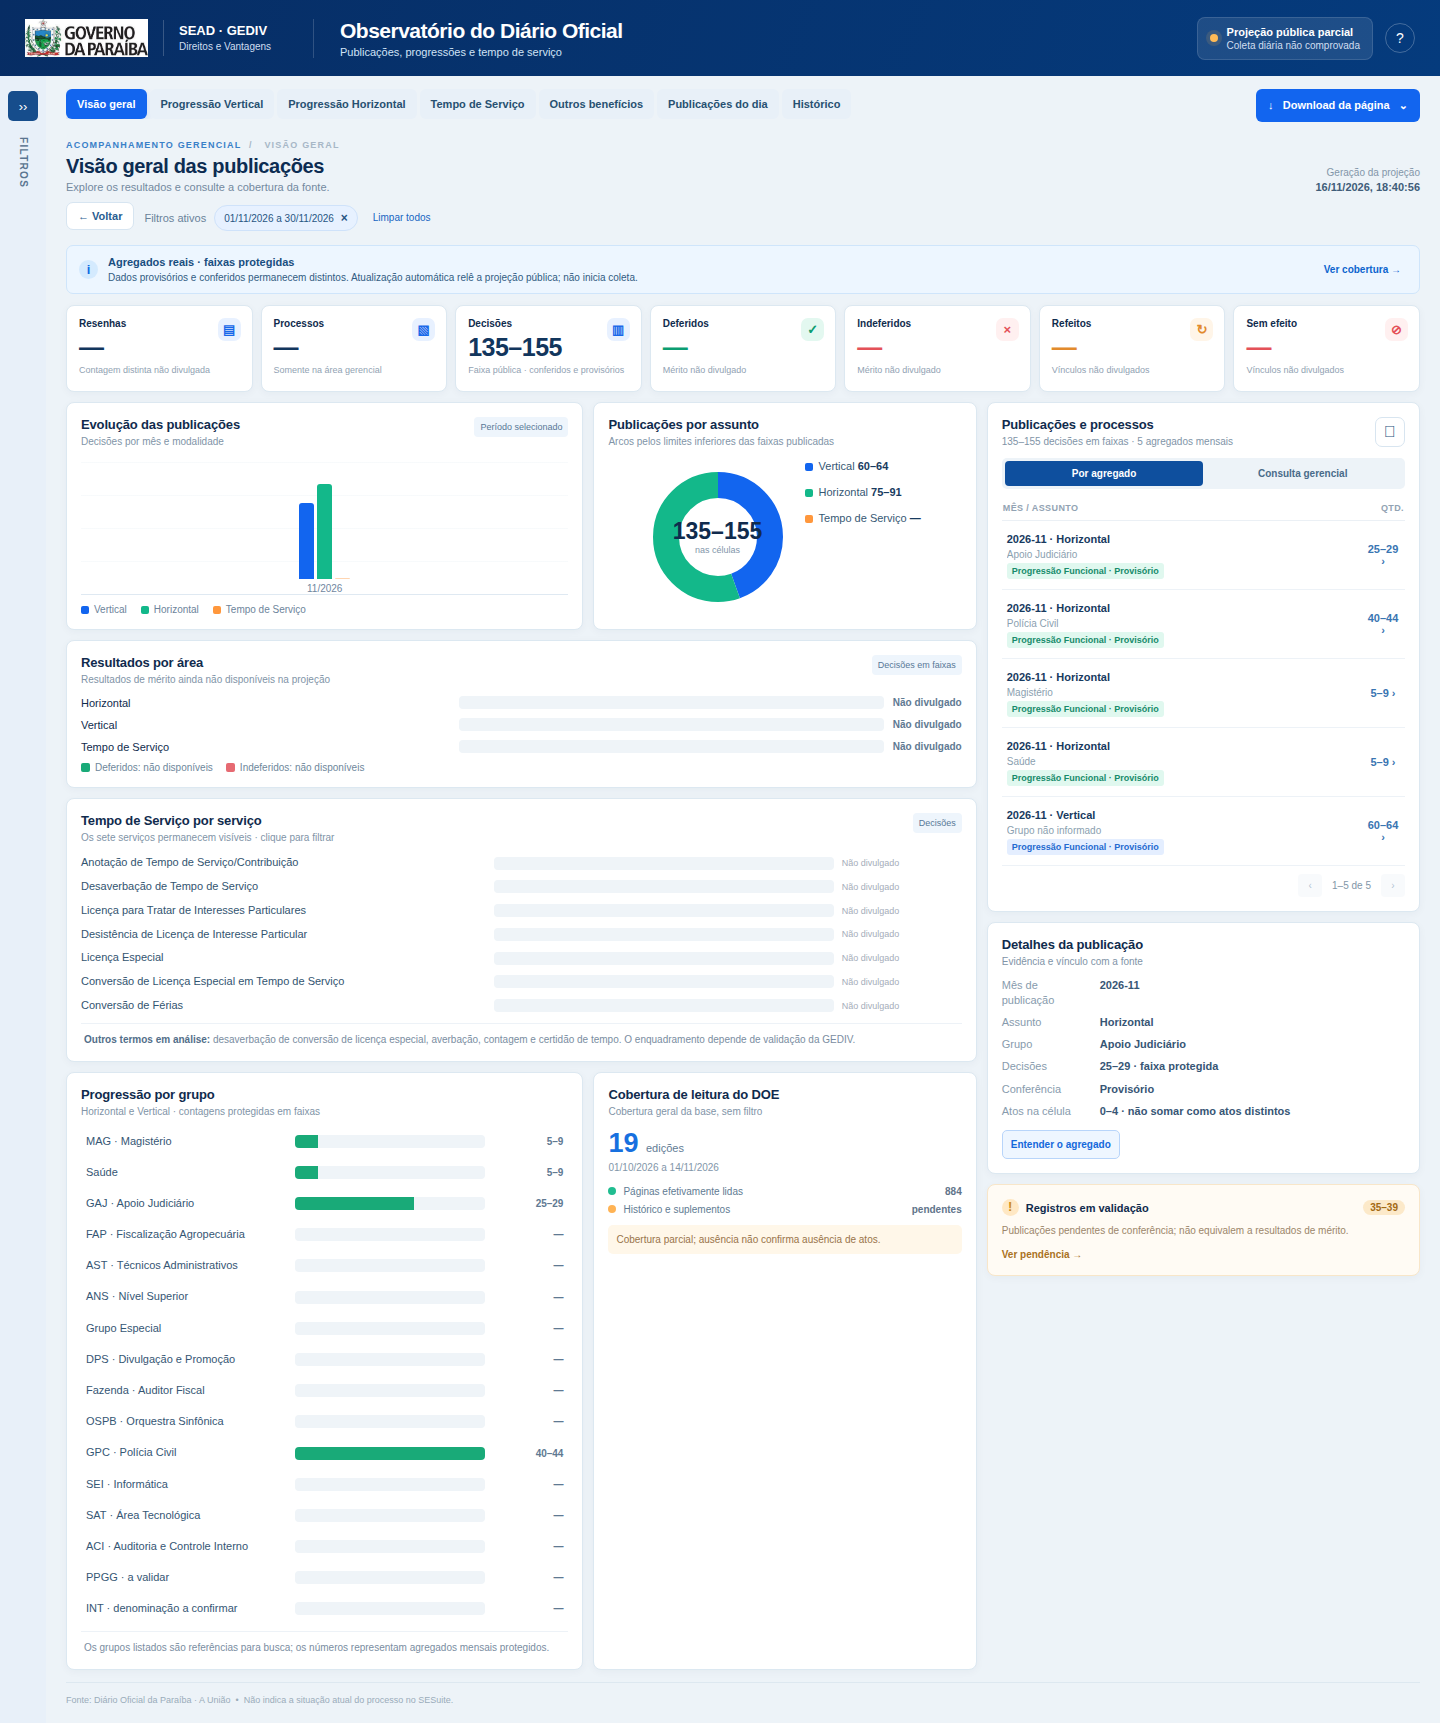 GOVERNO
DA PARAÍBA
SEAD · GEDIV
Direitos e Vantagens
Observatório do Diário Oficial
Publicações, progressões e tempo de serviço
Projeção pública parcial
Coleta diária não comprovada
?
››
FILTROS
Visão geral
Progressão Vertical
Progressão Horizontal
Tempo de Serviço
Outros benefícios
Publicações do dia
Histórico
↓ Download da página ⌄
ACOMPANHAMENTO GERENCIAL / VISÃO GERAL
Visão geral das publicações
Explore os resultados e consulte a cobertura da fonte.
Geração da projeção
16/11/2026, 18:40:56
← Voltar
Filtros ativos
01/11/2026 a 30/11/2026 ×
Limpar todos
i
Agregados reais · faixas protegidas
Dados provisórios e conferidos permanecem distintos. Atualização automática relê a projeção pública; não inicia coleta.
Ver cobertura →
Resenhas
—
Contagem distinta não divulgada
Processos
—
Somente na área gerencial
Decisões
135–155
Faixa pública · conferidos e provisórios
Deferidos
✓
—
Mérito não divulgado
Indeferidos
×
—
Mérito não divulgado
Refeitos
↻
—
Vínculos não divulgados
Sem efeito
⊘
—
Vínculos não divulgados
Evolução das publicações
Decisões por mês e modalidade
Período selecionado
11/2026
Vertical
Horizontal
Tempo de Serviço
Publicações por assunto
Arcos pelos limites inferiores das faixas publicadas
135–155
nas células
Vertical 60–64
Horizontal 75–91
Tempo de Serviço —
Publicações e processos
135–155 decisões em faixas · 5 agregados mensais
Por agregado
Consulta gerencial
MÊS / ASSUNTO
QTD.
2026-11 · Horizontal
Apoio Judiciário
Progressão Funcional · Provisório
25–29 ›
2026-11 · Horizontal
Polícia Civil
Progressão Funcional · Provisório
40–44 ›
2026-11 · Horizontal
Magistério
Progressão Funcional · Provisório
5–9 ›
2026-11 · Horizontal
Saúde
Progressão Funcional · Provisório
5–9 ›
2026-11 · Vertical
Grupo não informado
Progressão Funcional · Provisório
60–64 ›
‹ 1–5 de 5 ›
Resultados por área
Resultados de mérito ainda não disponíveis na projeção
Decisões em faixas
Horizontal
Não divulgado
Vertical
Não divulgado
Tempo de Serviço
Não divulgado
Deferidos: não disponíveis
Indeferidos: não disponíveis
Tempo de Serviço por serviço
Os sete serviços permanecem visíveis · clique para filtrar
Decisões
Anotação de Tempo de Serviço/Contribuição
Não divulgado
Desaverbação de Tempo de Serviço
Não divulgado
Licença para Tratar de Interesses Particulares
Não divulgado
Desistência de Licença de Interesse Particular
Não divulgado
Licença Especial
Não divulgado
Conversão de Licença Especial em Tempo de Serviço
Não divulgado
Conversão de Férias
Não divulgado
Outros termos em análise: desaverbação de conversão de licença especial, averbação, contagem e certidão de tempo. O enquadramento depende de validação da GEDIV.
Detalhes da publicação
Evidência e vínculo com a fonte
Mês de publicação
2026-11
Assunto
Horizontal
Grupo
Apoio Judiciário
Decisões
25–29 · faixa protegida
Conferência
Provisório
Atos na célula
0–4 · não somar como atos distintos
Entender o agregado
! Registros em validação
35–39
Publicações pendentes de conferência; não equivalem a resultados de mérito.
Ver pendência →
Progressão por grupo
Horizontal e Vertical · contagens protegidas em faixas
MAG · Magistério
5–9
Saúde
5–9
GAJ · Apoio Judiciário
25–29
FAP · Fiscalização Agropecuária
—
AST · Técnicos Administrativos
—
ANS · Nível Superior
—
Grupo Especial
—
DPS · Divulgação e Promoção
—
Fazenda · Auditor Fiscal
—
OSPB · Orquestra Sinfônica
—
GPC · Polícia Civil
40–44
SEI · Informática
—
SAT · Área Tecnológica
—
ACI · Auditoria e Controle Interno
—
PPGG · a validar
—
INT · denominação a confirmar
—
Os grupos listados são referências para busca; os números representam agregados mensais protegidos.
Cobertura de leitura do DOE
Cobertura geral da base, sem filtro
19 edições
01/10/2026 a 14/11/2026
Páginas efetivamente lidas
884
Histórico e suplementos
pendentes
Cobertura parcial; ausência não confirma ausência de atos.
Fonte: Diário Oficial da Paraíba · A União • Não indica a situação atual do processo no SESuite.